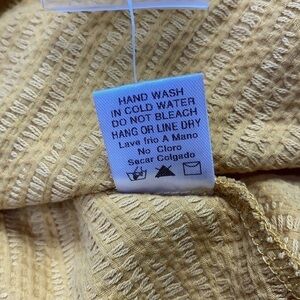 HAND WASH
IN COLD WATER
DO NOT BLEACH
HANG OR LINE DRY
Lave frio A Mano
No Cloro
Secar Colgado